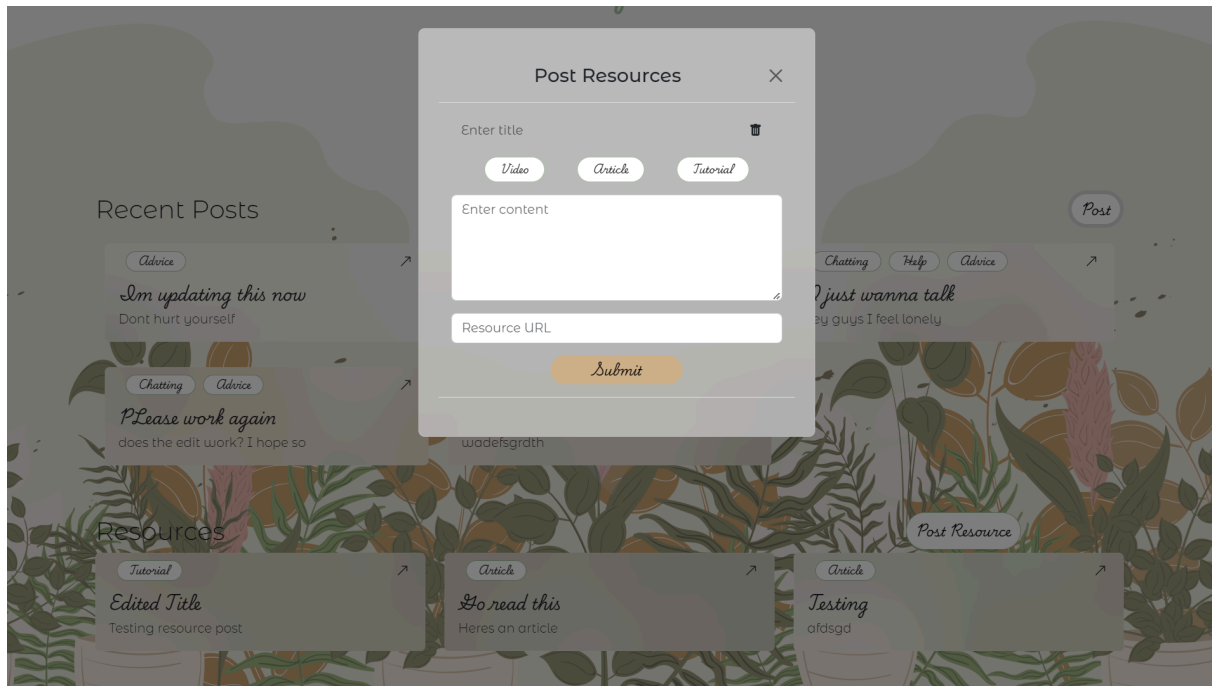 Post Resources
Enter title
Video Article Tutorial
Recent Posts
Enter content
Post
Advice
Chatting Help Advice
Im updating this now
just wanna talk
Dont hurt yourself
guys I feel lonely
Resource URL
Submit
Chatting Advice
PLease work again
does the edit work? I hope so
wadefsgrdth
Resources
Post Resource
Tutorial
Article
Article
Edited Title
Go read this
Testing
Testing resource post
Heres an article
afdsgd